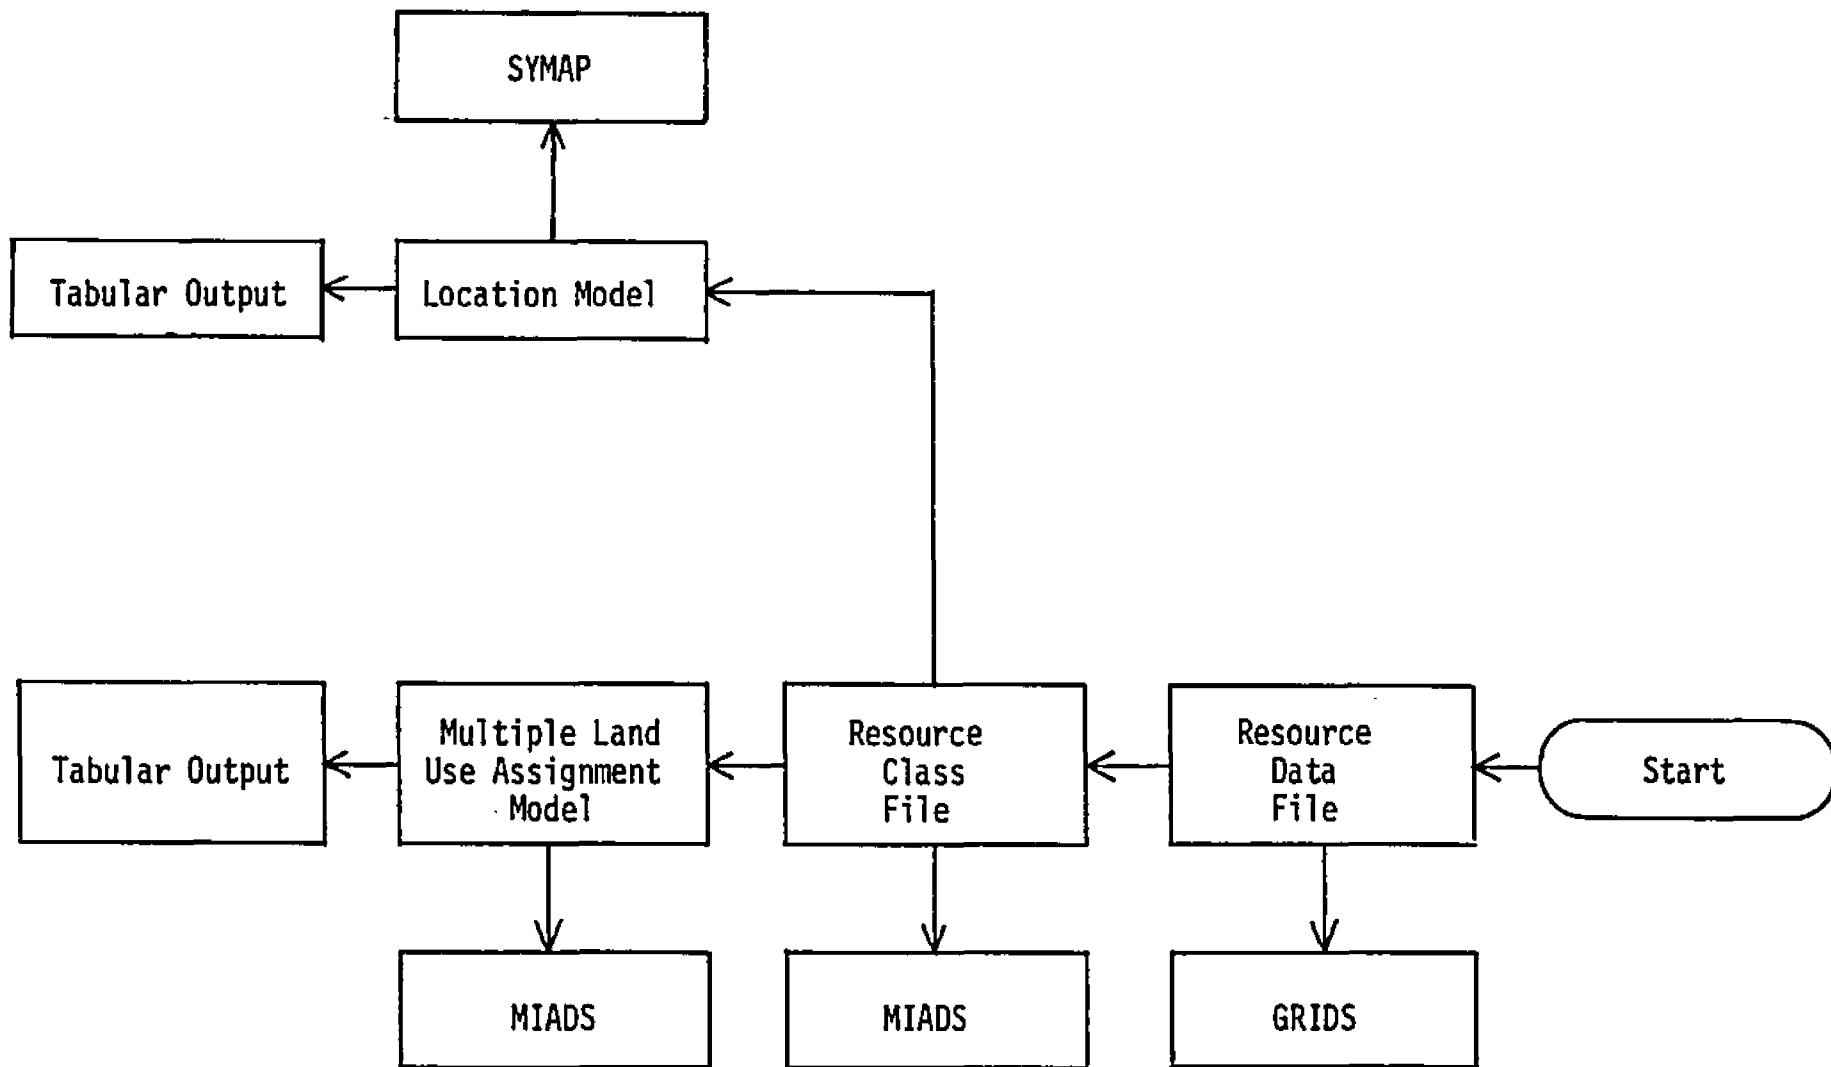 SYMAP
Tabular Output
Location Model
Tabular Output
Multiple Land
Use Assignment
Model
Resource
Class
File
Resource
Data
File
Start
MIADS
MIADS
GRIDS